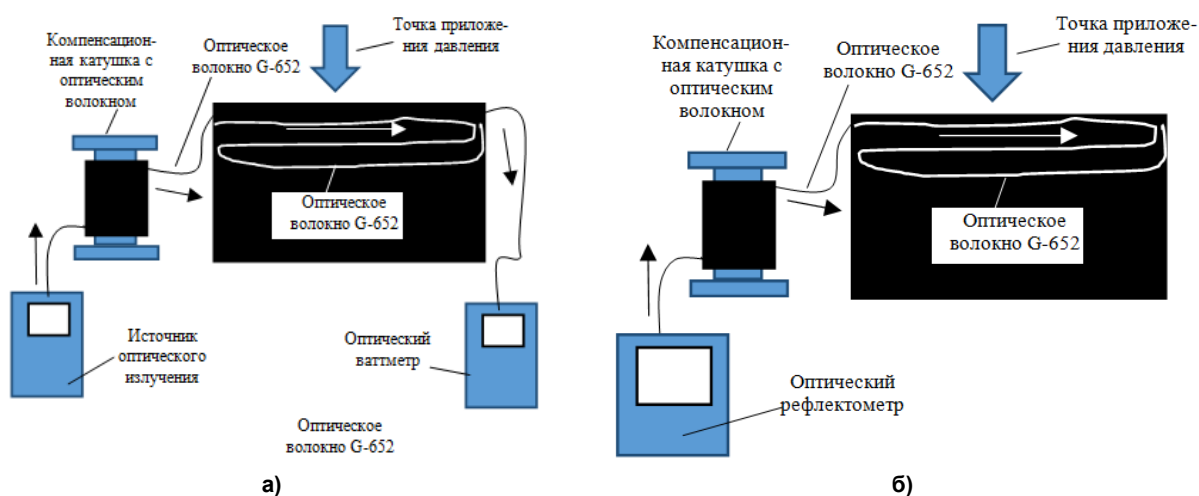 Компенсацион-
ная катушка с
оптическим
волокном
Оптическое
волокно G-652
Точка приложе-
ния давления
Оптическое
волокно G-652
Источник
оптического
излучения
Оптический
ваттметр
Оптическое
волокно G-652
а)
Компенсацион-
ная катушка с
оптическим
волокном
Оптическое
волокно G-652
Точка приложе-
ния давления
Оптическое
волокно G-652
Оптический
рефлектометр
б)